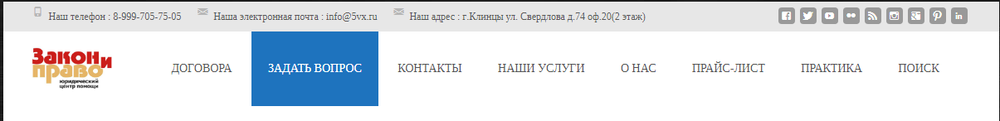 Наш телефон : 8-999-705-75-05 Наша электронная почта : info@5vx.ru Наш адрес : г.Клинцы ул. Свердлова д.74 оф.20(2 этаж)
Закон и
право
юридический
центр помощи
ДОГОВОРА ЗАДАТЬ ВОПРОС КОНТАКТЫ НАШИ УСЛУГИ О НАС ПРАЙС-ЛИСТ ПРАКТИКА ПОИСК